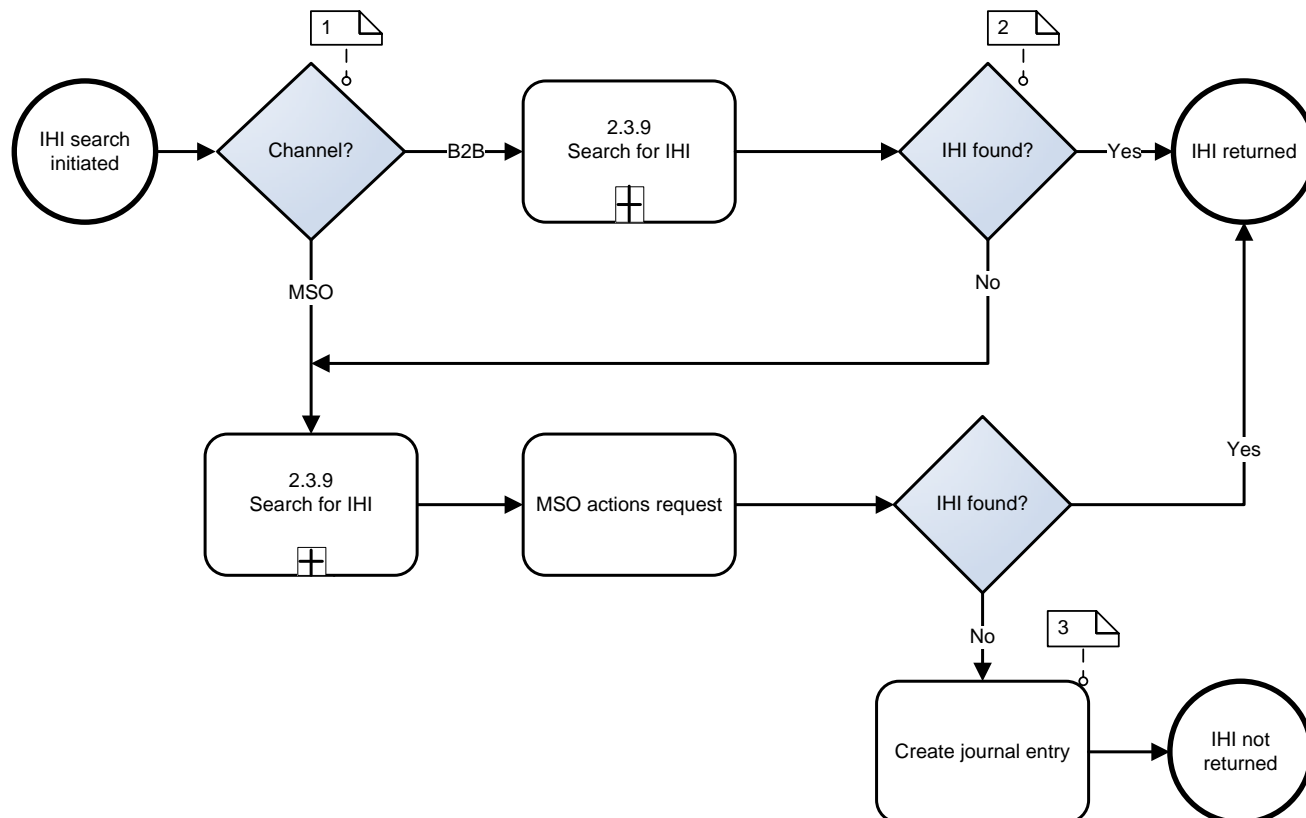 1
2
IHI search
initiated
Channel?
B2B
2.3.9
Search for IHI
IHI found?
Yes
IHI returned
MSO
No
2.3.9
Search for IHI
MSO actions request
IHI found?
Yes
No
3
Create journal entry
IHI not
returned